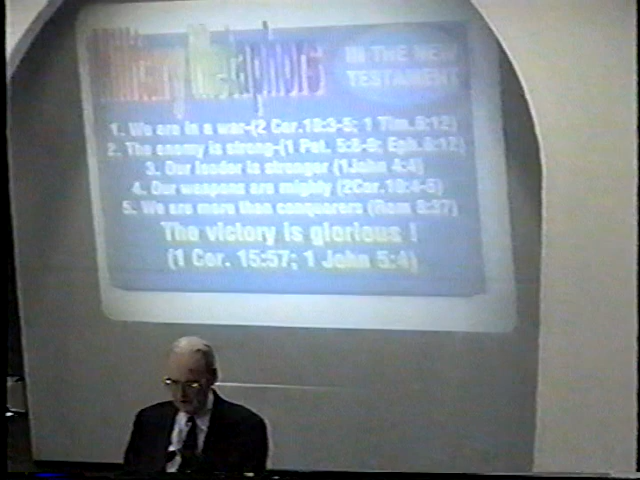 Military Metaphors
IN THE NEW
TESTAMENT
1. We are in a war-(2 Cor.10:3-5; 1 Tim.6:12)
2. The enemy is strong-(1 Pet. 5:8-9; Eph.6:12)
3. Our leader is stronger (1John 4:4)
4. Our weapons are mighty (2Cor.10:4-5)
5. We are more than conquerors (Rom 8:37)
The victory is glorious !
(1 Cor. 15:57; 1 John 5:4)